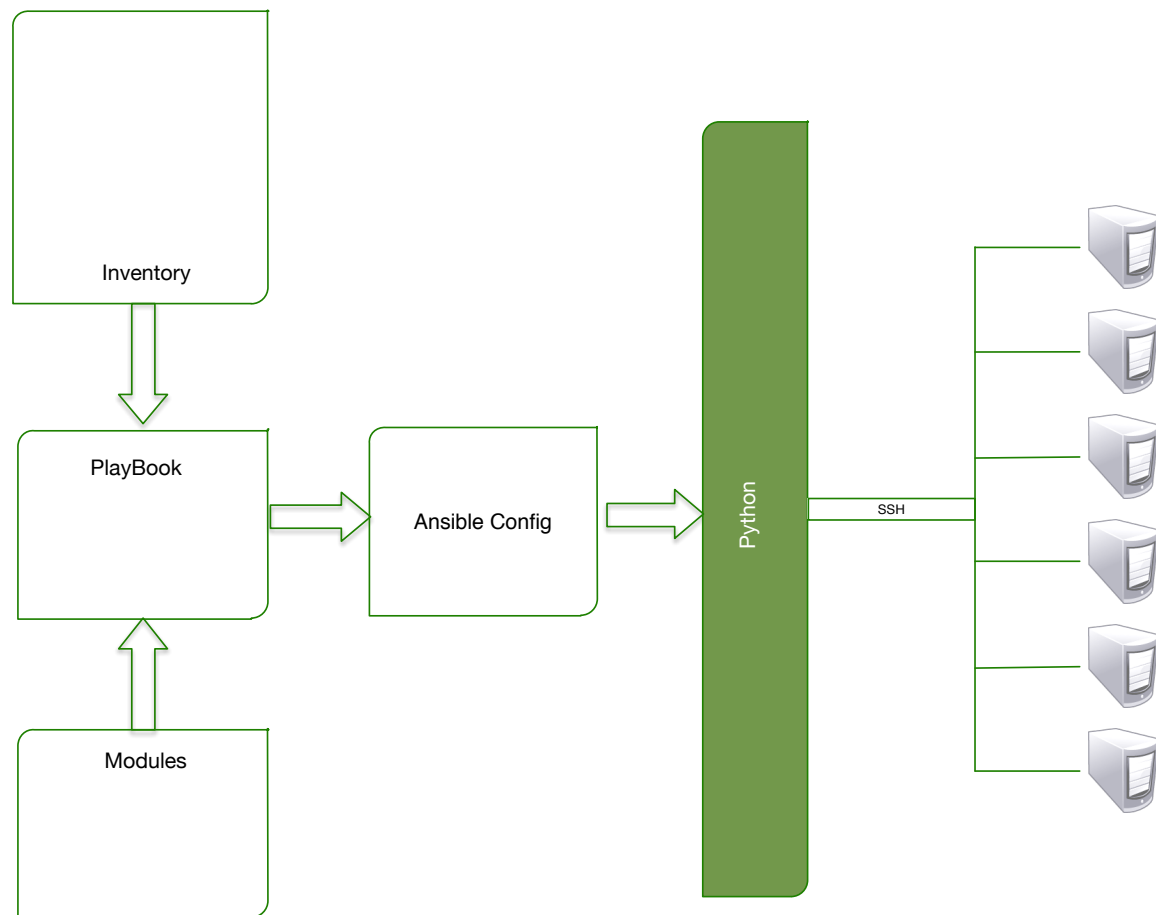 Inventory
PlayBook
Ansible Config
Python
SSH
Modules